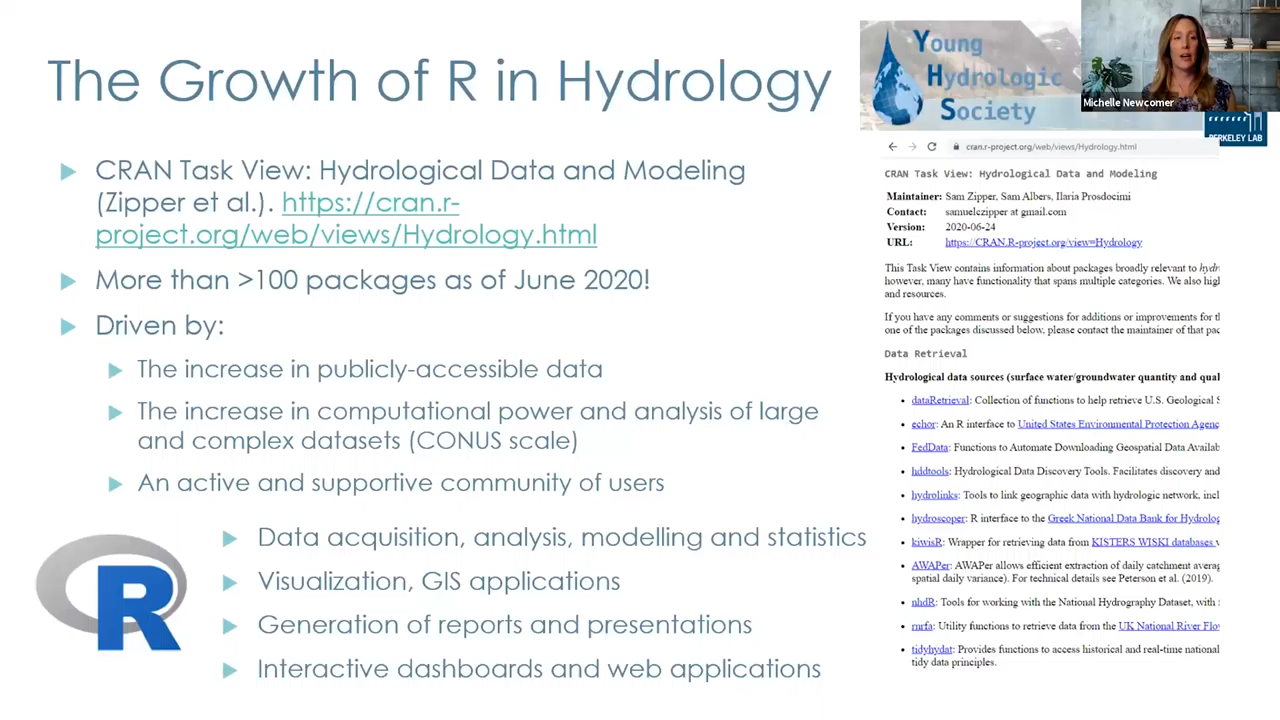 The Growth of R in Hydrology
CRAN Task View: Hydrological Data and Modeling
(Zipper et al.). https://cran.r-
project.org/web/views/Hydrology.html
More than >100 packages as of June 2020!
Driven by:
The increase in publicly-accessible data
The increase in computational power and analysis of large
and complex datasets (CONUS scale)
An active and supportive community of users
R
Data acquisition, analysis, modelling and statistics
Visualization, GIS applications
Generation of reports and presentations
Interactive dashboards and web applications
Young
Hydrologic
Society
Michelle Newcomer
BERKELEY LAB
cran.r-project.org/web/views/Hydrology.html
CRAN Task View: Hydrological Data and Modeling
Maintainer: Sam Zipper, Sam Albers, Ilaria Prosdocimi
Contact: samuelczipper at gmail.com
Version: 2020-06-24
URL: https://CRAN.R-project.org/view=Hydrology
This Task View contains information about packages broadly relevant to hydr
however, many have functionality that spans multiple categories. We also hig
and resources.
If you have any comments or suggestions for additions or improvements for t
one of the packages discussed below, please contact the maintainer of that pac
Data Retrieval
Hydrological data sources (surface water/groundwater quantity and qual
dataRetrieval: Collection of functions to help retrieve U.S. Geological S
echor: An R interface to United States Environmental Protection Agenc
FedData: Functions to Automate Downloading Geospatial Data Availab
hddtools: Hydrological Data Discovery Tools. Facilitates discovery and
hydrolinks: Tools to link geographic data with hydrologic network, incl
hydroscoper: R interface to the Greek National Data Bank for Hydrolog
kiwisR: Wrapper for retrieving data from KISTERS WISKI databases v
AWAPer: AWAPer allows efficient extraction of daily catchment averag
spatial daily variance). For technical details see Peterson et al. (2019).
nhdR: Tools for working with the National Hydrography Dataset, with
rnrfa: Utility functions to retrieve data from the UK National River Flo
tidyhydat: Provides functions to access historical and real-time national
tidy data principles.